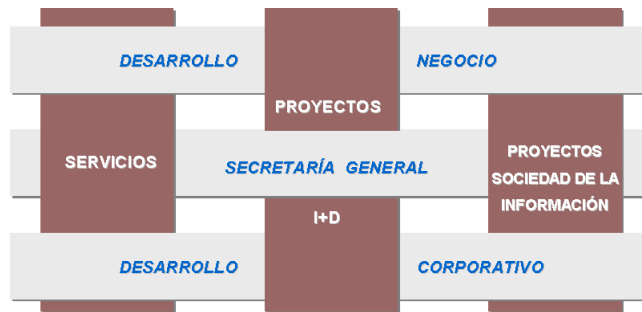 DESARROLLO NEGOCIO
PROYECTOS
SERVICIOS
SECRETARÍA GENERAL
PROYECTOS
SOCIEDAD DE LA
INFORMACIÓN
I+D
DESARROLLO CORPORATIVO